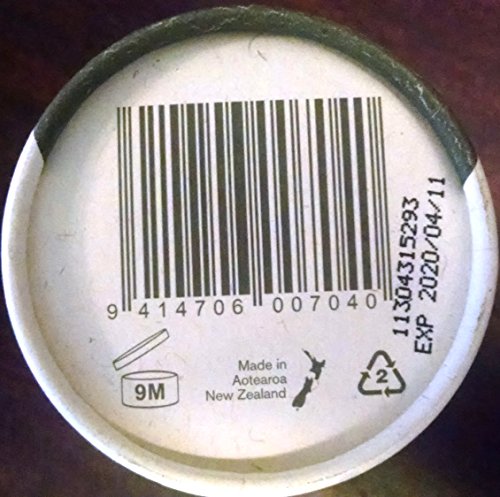 9 414706 007040
11304315293
EXP 2020/04/11
9M
Made in
Aotearoa
New Zealand
2